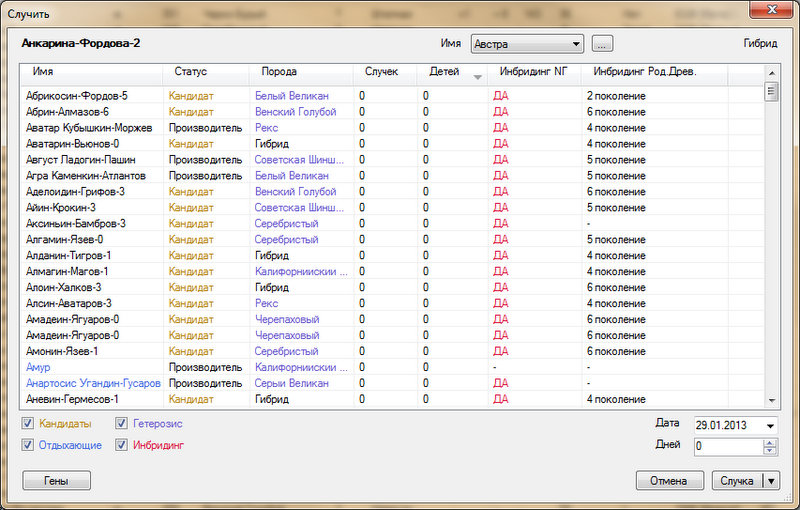 Случить
Анкарина-Фордова-2 Имя Австра ... Гибрид
Имя Статус Порода Случек Детей Инбридинг NГ Инбридинг Род.Древ.
Абрикосин-Фордов-5 Кандидат Белый Великан 0 0 ДА 2 поколение
Абрин-Алмазов-6 Кандидат Венский Голубой 0 0 ДА 6 поколение
Аватар Кубышкин-Моржев Производитель Рекс 0 0 ДА 4 поколение
Аватарин-Вьюнов-0 Кандидат Гибрид 0 0 ДА 4 поколение
Август Ладогин-Пашин Производитель Советская Шинш... 0 0 ДА 5 поколение
Агра Каменкин-Атлантов Производитель Белый Великан 0 0 ДА 5 поколение
Аделоидин-Грифов-3 Кандидат Венский Голубой 0 0 ДА 6 поколение
Айин-Крокин-3 Кандидат Советская Шинш... 0 0 ДА 5 поколение
Аксиньин-Бамбров-3 Кандидат Серебристый 0 0 ДА -
Алгамин-Язев-0 Кандидат Серебристый 0 0 ДА 5 поколение
Алданин-Тигров-1 Кандидат Гибрид 0 0 ДА 4 поколение
Алмагин-Магов-1 Кандидат Калифорниискии ... 0 0 ДА 4 поколение
Алоин-Халков-3 Кандидат Гибрид 0 0 ДА 6 поколение
Алсин-Аватаров-3 Кандидат Рекс 0 0 ДА 4 поколение
Амадеин-Ягуаров-0 Кандидат Черепаховый 0 0 ДА 6 поколение
Амадеин-Ягуаров-0 Кандидат Черепаховый 0 0 ДА 6 поколение
Амонин-Язев-1 Кандидат Серебристый 0 0 ДА 6 поколение
Амур Производитель Калифорниискии ... 0 0 - -
Анартосис Угандин-Гусаров Производитель Серыи Великан 0 0 ДА -
Аневин-Гермесов-1 Кандидат Гибрид 0 0 ДА 4 поколение
Кандидаты Гетерозис Дата 29.01.2013
Отдыхающие Инбридинг Дней 0
Гены Отмена Случка